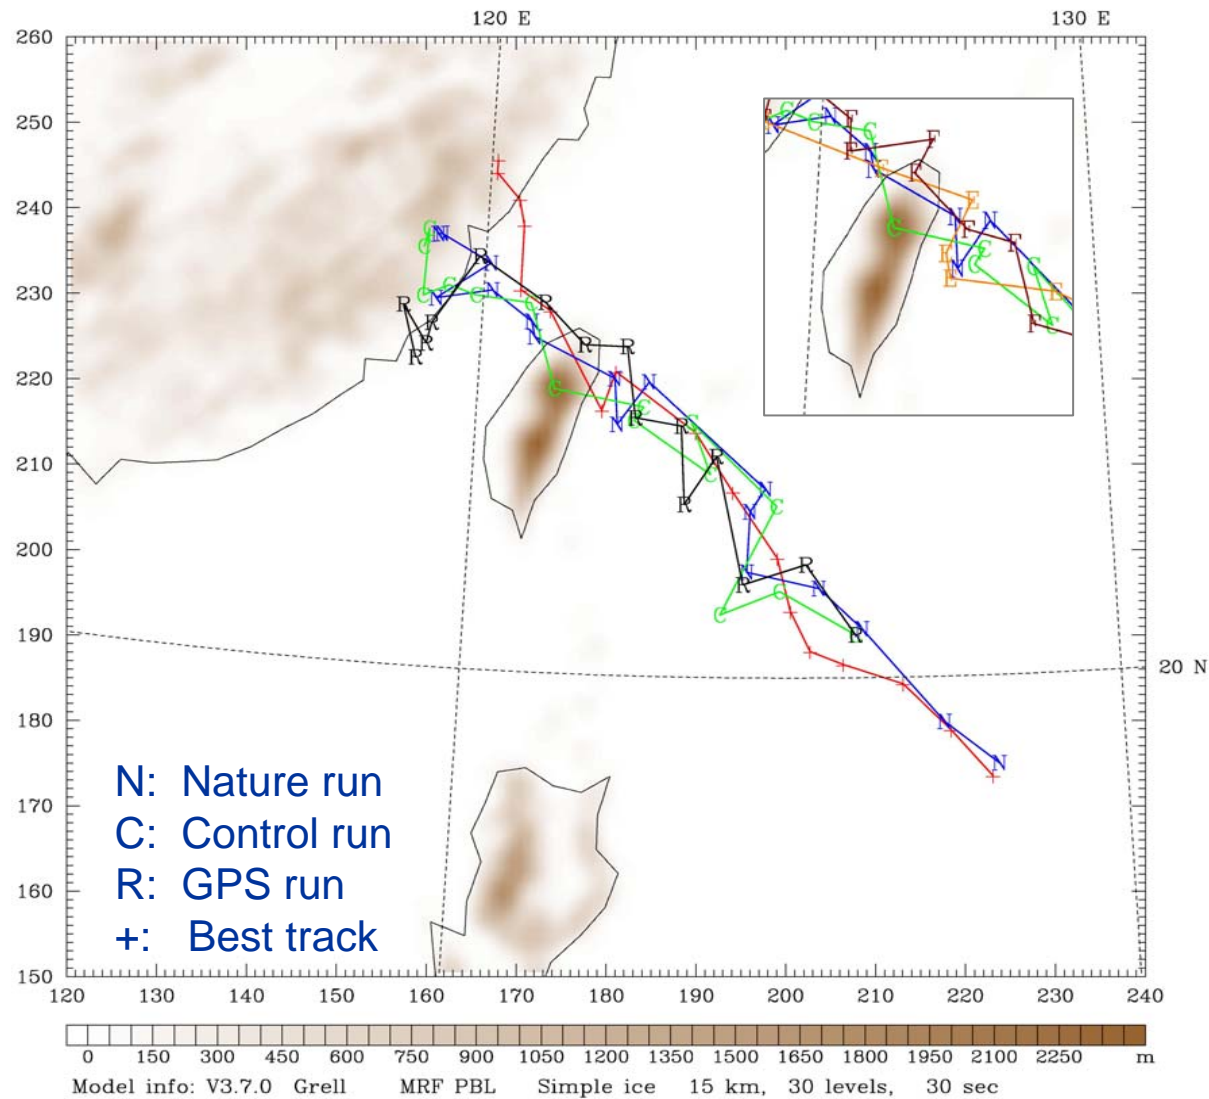 120 E 130 E
260
250
240
230
220
210
200
190
180
170
160
150
20 N
N: Nature run
C: Control run
R: GPS run
+: Best track
120 130 140 150 160 170 180 190 200 210 220 230 240
0 150 300 450 600 750 900 1050 1200 1350 1500 1650 1800 1950 2100 2250 m
Model info: V3.7.0 Grell MRF PBL Simple ice 15 km, 30 levels, 30 sec